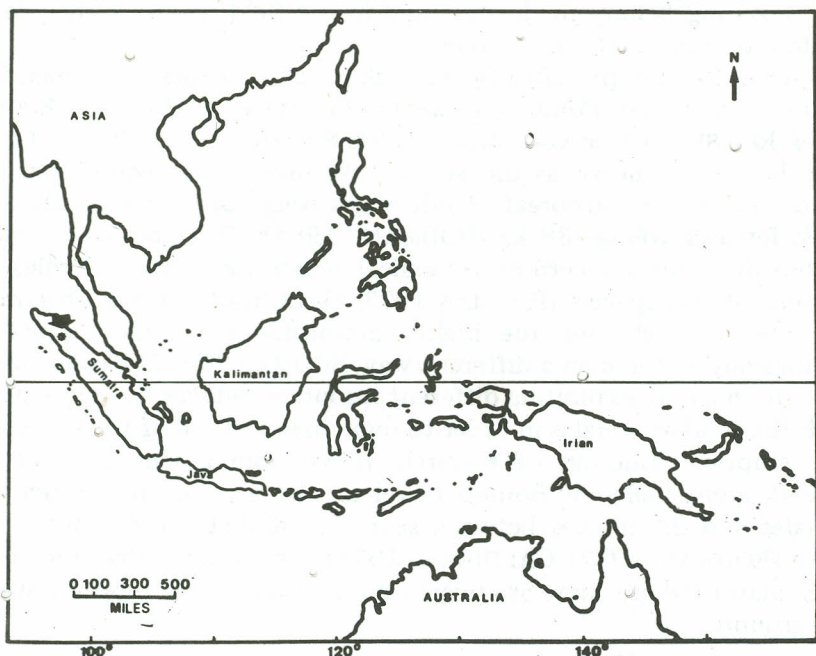 N
ASIA
Sumatra
Kalimantan
Irian
Java
0 100 300 500
MILES
AUSTRALIA
100° 120° 140°